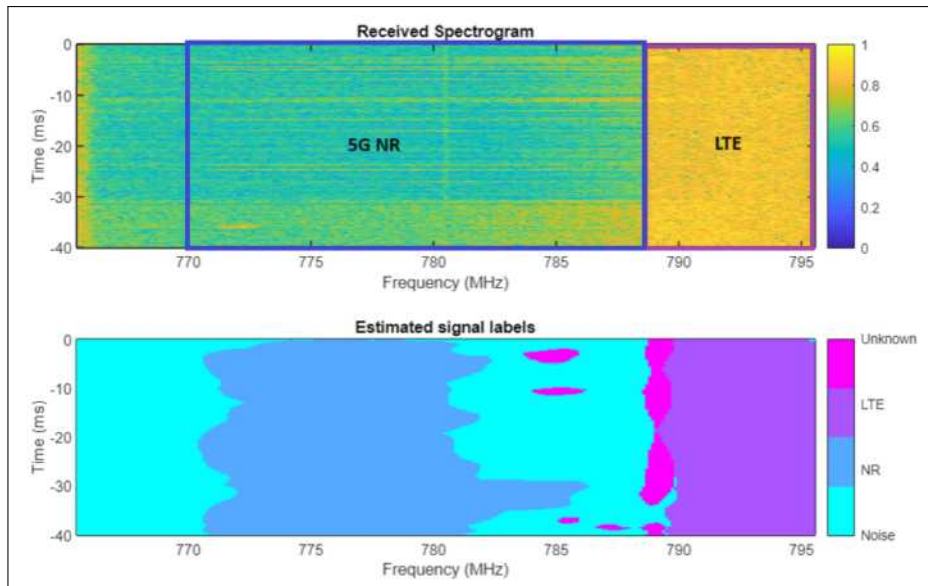 Received Spectrogram
0
-10
-20
-30
-40
Time (ms)
5G NR
LTE
1
0.8
0.6
0.4
0.2
0
770
775
780
785
790
795
Frequency (MHz)
Estimated signal labels
0
-10
-20
-30
-40
Time (ms)
Unknown
LTE
NR
Noise
770
775
780
785
790
795
Frequency (MHz)